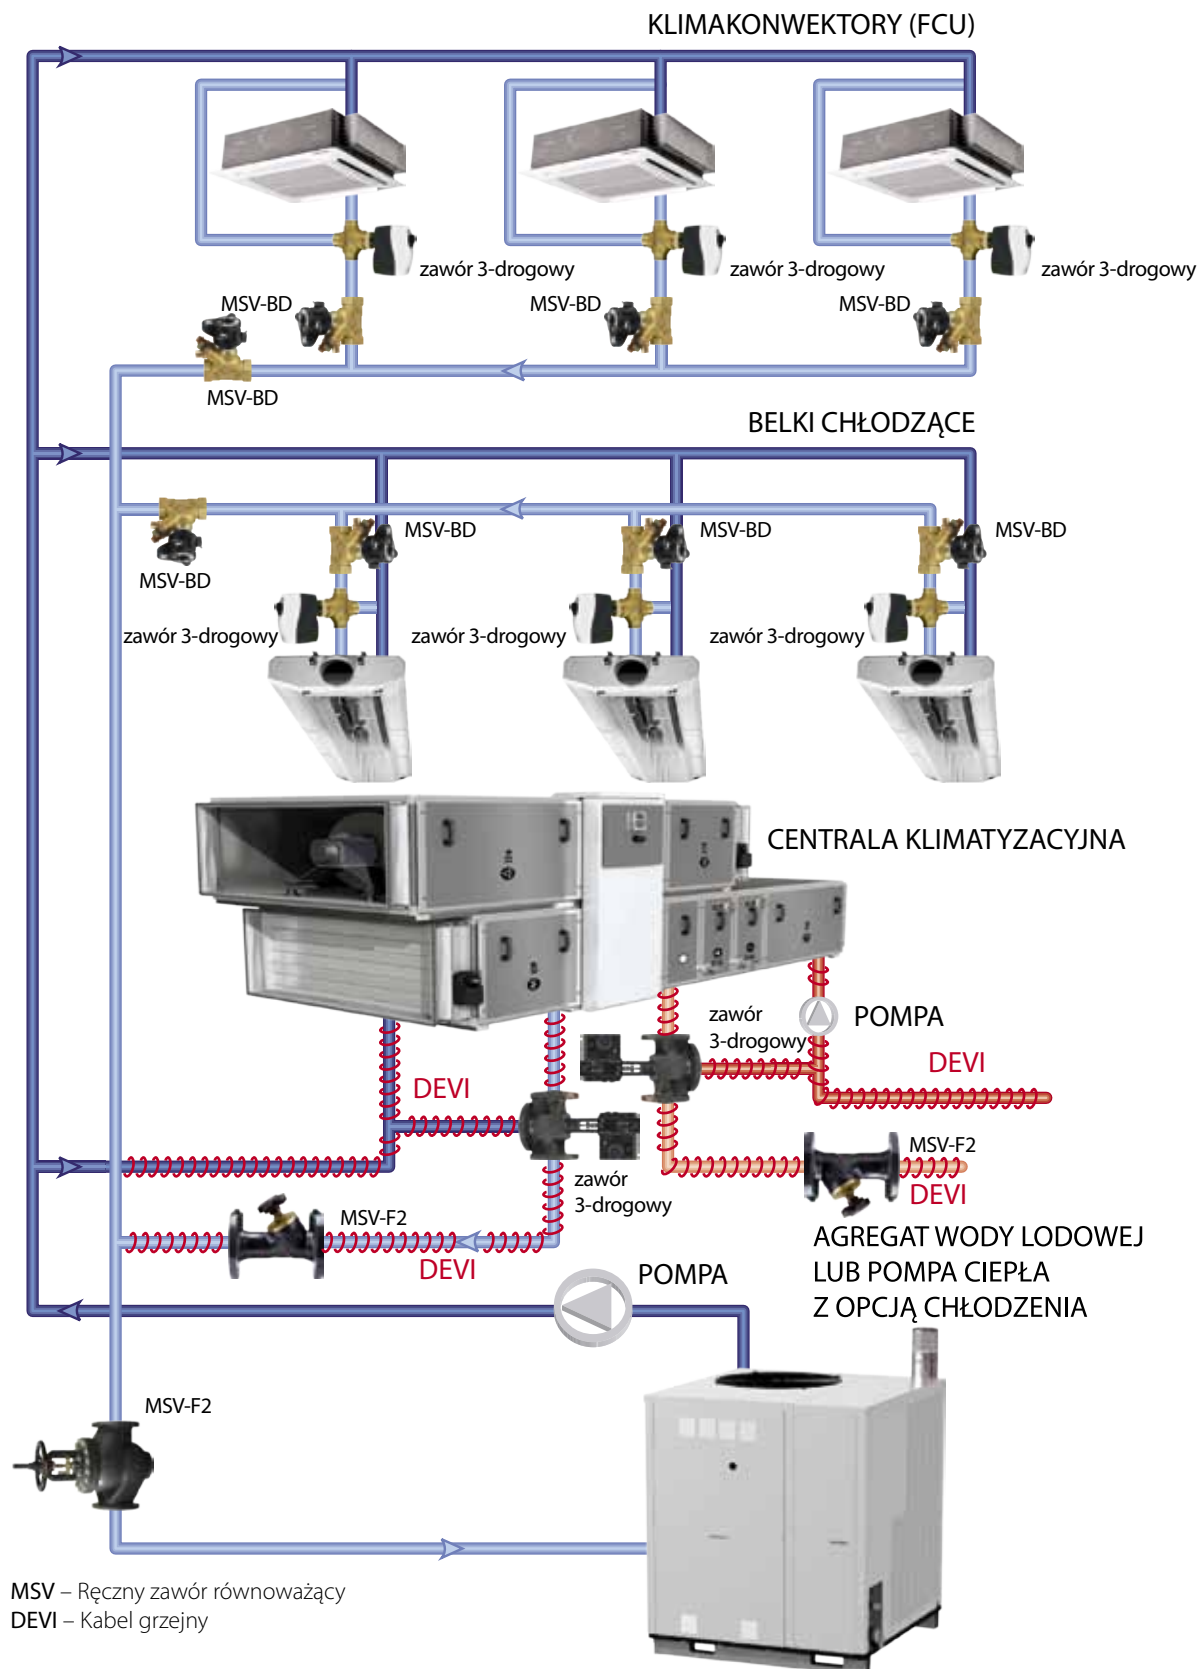 KLIMAKONWEKTORY (FCU)
zawór 3-drogowy
zawór 3-drogowy
zawór 3-drogowy
MSV-BD
MSV-BD
MSV-BD
MSV-BD
BELKI CHŁODZĄCE
MSV-BD
MSV-BD
MSV-BD
MSV-BD
zawór 3-drogowy
zawór 3-drogowy
zawór 3-drogowy
CENTRALA KLIMATYZACYJNA
zawór
3-drogowy
POMPA
DEVI
DEVI
MSV-F2
DEVI
zawór
3-drogowy
MSV-F2
DEVI
AGREGAT WODY LODOWEJ
LUB POMPA CIEPŁA
Z OPCJĄ CHŁODZENIA
POMPA
MSV-F2
MSV – Ręczny zawór równoważący
DEVI – Kabel grzejny